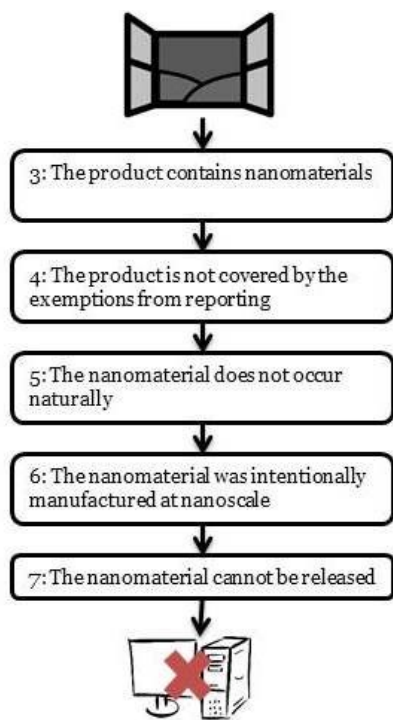 3: The product contains nanomaterials
4: The product is not covered by the
exemptions from reporting
5: The nanomaterial does not occur
naturally
6: The nanomaterial was intentionally
manufactured at nanoscale
7: The nanomaterial cannot be released